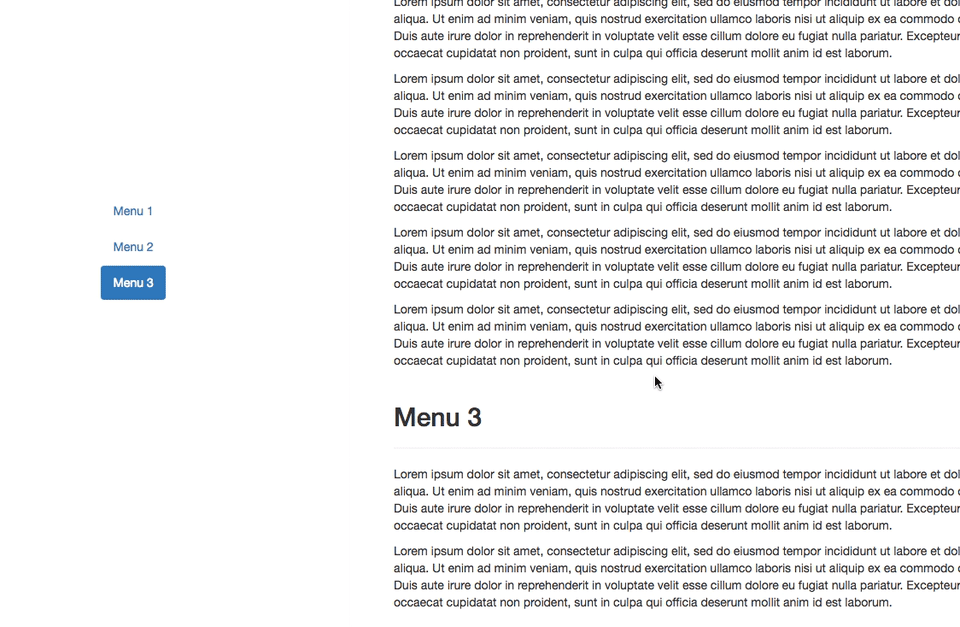 Menu 1
Menu 2
Menu 3
Lorem ipsum dolor sit amet, consectetur adipiscing elit, sed do eiusmod tempor incididunt ut labore et dol
aliqua. Ut enim ad minim veniam, quis nostrud exercitation ullamco laboris nisi ut aliquip ex ea commodo
Duis aute irure dolor in reprehenderit in voluptate velit esse cillum dolore eu fugiat nulla pariatur. Excepteur
occaecat cupidatat non proident, sunt in culpa qui officia deserunt mollit anim id est laborum.
Lorem ipsum dolor sit amet, consectetur adipiscing elit, sed do eiusmod tempor incididunt ut labore et dol
aliqua. Ut enim ad minim veniam, quis nostrud exercitation ullamco laboris nisi ut aliquip ex ea commodo
Duis aute irure dolor in reprehenderit in voluptate velit esse cillum dolore eu fugiat nulla pariatur. Excepteur
occaecat cupidatat non proident, sunt in culpa qui officia deserunt mollit anim id est laborum.
Lorem ipsum dolor sit amet, consectetur adipiscing elit, sed do eiusmod tempor incididunt ut labore et dol
aliqua. Ut enim ad minim veniam, quis nostrud exercitation ullamco laboris nisi ut aliquip ex ea commodo
Duis aute irure dolor in reprehenderit in voluptate velit esse cillum dolore eu fugiat nulla pariatur. Excepteur
occaecat cupidatat non proident, sunt in culpa qui officia deserunt mollit anim id est laborum.
Lorem ipsum dolor sit amet, consectetur adipiscing elit, sed do eiusmod tempor incididunt ut labore et dol
aliqua. Ut enim ad minim veniam, quis nostrud exercitation ullamco laboris nisi ut aliquip ex ea commodo
Duis aute irure dolor in reprehenderit in voluptate velit esse cillum dolore eu fugiat nulla pariatur. Excepteur
occaecat cupidatat non proident, sunt in culpa qui officia deserunt mollit anim id est laborum.
Lorem ipsum dolor sit amet, consectetur adipiscing elit, sed do eiusmod tempor incididunt ut labore et dol
aliqua. Ut enim ad minim veniam, quis nostrud exercitation ullamco laboris nisi ut aliquip ex ea commodo
Duis aute irure dolor in reprehenderit in voluptate velit esse cillum dolore eu fugiat nulla pariatur. Excepteur
occaecat cupidatat non proident, sunt in culpa qui officia deserunt mollit anim id est laborum.
Menu 3
Lorem ipsum dolor sit amet, consectetur adipiscing elit, sed do eiusmod tempor incididunt ut labore et dol
aliqua. Ut enim ad minim veniam, quis nostrud exercitation ullamco laboris nisi ut aliquip ex ea commodo
Duis aute irure dolor in reprehenderit in voluptate velit esse cillum dolore eu fugiat nulla pariatur. Excepteur
occaecat cupidatat non proident, sunt in culpa qui officia deserunt mollit anim id est laborum.
Lorem ipsum dolor sit amet, consectetur adipiscing elit, sed do eiusmod tempor incididunt ut labore et dol
aliqua. Ut enim ad minim veniam, quis nostrud exercitation ullamco laboris nisi ut aliquip ex ea commodo
Duis aute irure dolor in reprehenderit in voluptate velit esse cillum dolore eu fugiat nulla pariatur. Excepteur
occaecat cupidatat non proident, sunt in culpa qui officia deserunt mollit anim id est laborum.